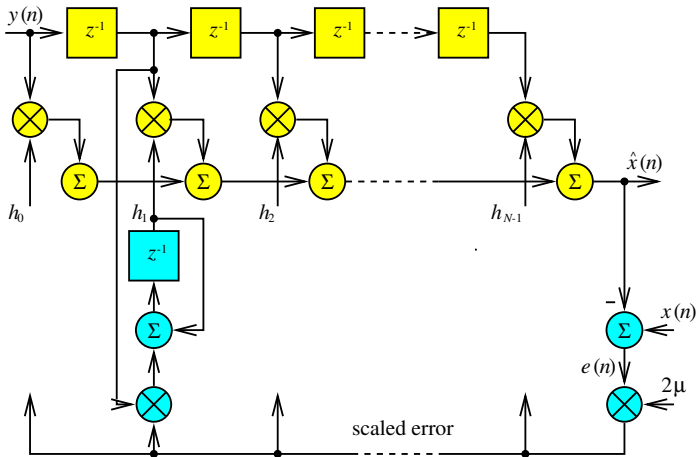 y(n)
z⁻¹ z⁻¹ z⁻¹ z⁻¹
Σ Σ Σ Σ x̂(n)
h₀ h₁ h₂ h_{N-1}
z⁻¹
−
Σ Σ x(n)
e(n) 2μ
scaled error